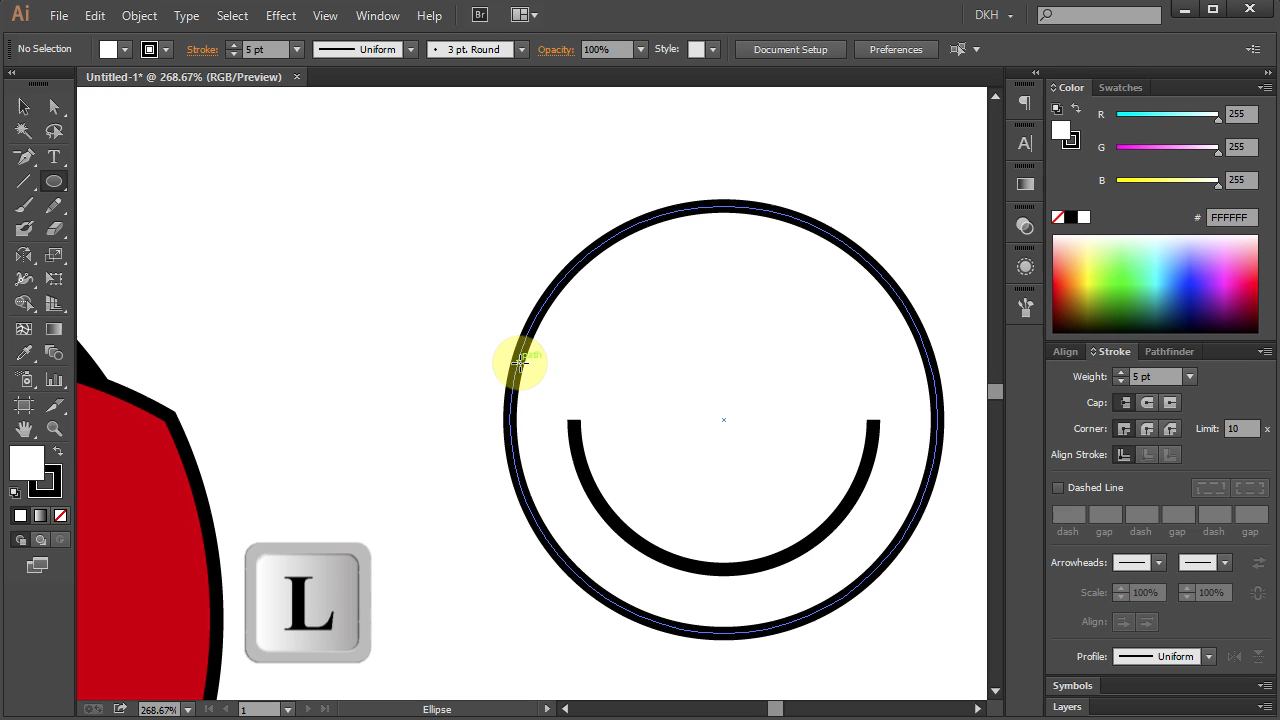 Ai File Edit Object Type Select Effect View Window Help Br DKH
No Selection Stroke: 5 pt Uniform 3 pt. Round Opacity: 100% Style: Document Setup Preferences
Untitled-1* @ 268.67% (RGB/Preview)
Color Swatches
R 255
G 255
B 255
# FFFFFF
Align Stroke Pathfinder
Weight: 5 pt
Cap:
Corner: Limit: 10 x
Align Stroke:
Dashed Line
dash gap dash gap dash gap
Arrowheads:
Scale: 100% 100%
Align:
Profile: Uniform
Symbols
Layers
path
L
268.67% 1 Ellipse